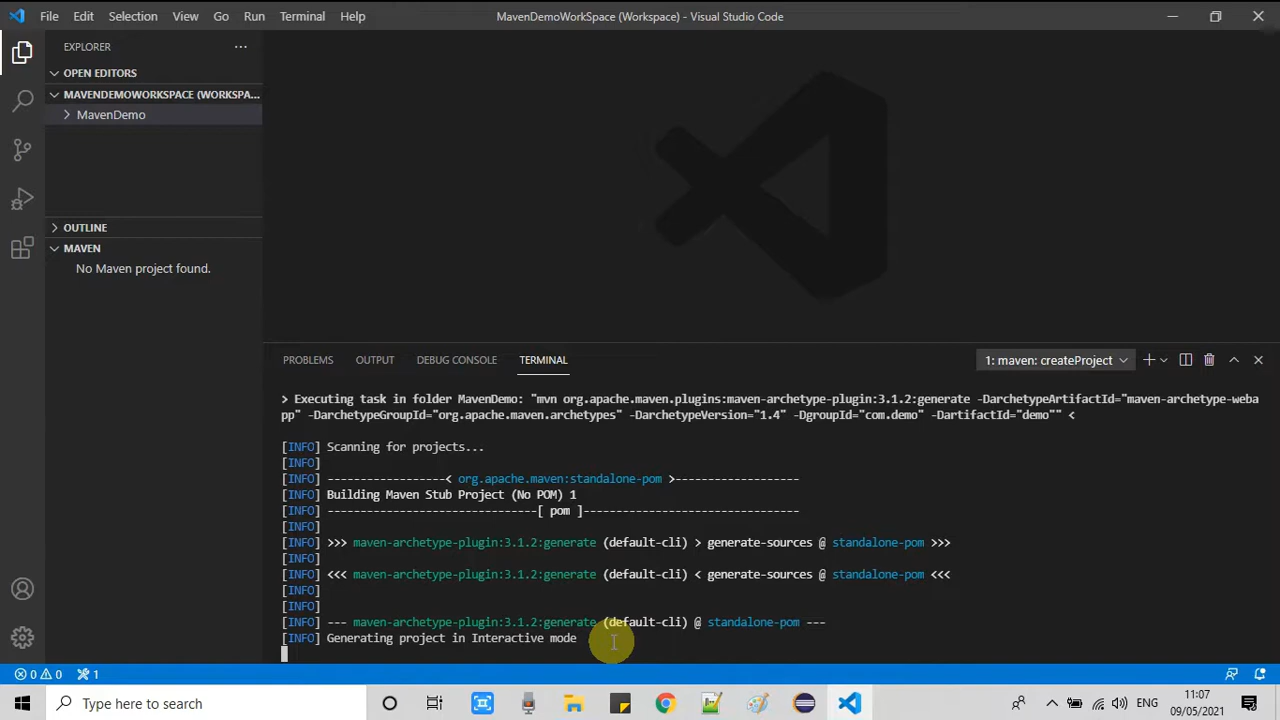 File Edit Selection View Go Run Terminal Help MavenDemoWorkSpace (Workspace) - Visual Studio Code
EXPLORER
OPEN EDITORS
MAVENDEMOWORKSPACE (WORKSPA...
MavenDemo
OUTLINE
MAVEN
No Maven project found.
PROBLEMS OUTPUT DEBUG CONSOLE TERMINAL 1: maven: createProject
> Executing task in folder MavenDemo: "mvn org.apache.maven.plugins:maven-archetype-plugin:3.1.2:generate -DarchetypeArtifactId="maven-archetype-weba
pp" -DarchetypeGroupId="org.apache.maven.archetypes" -DarchetypeVersion="1.4" -DgroupId="com.demo" -DartifactId="demo"" <
[INFO] Scanning for projects...
[INFO]
[INFO] ------------------< org.apache.maven:standalone-pom >-------------------
[INFO] Building Maven Stub Project (No POM) 1
[INFO] --------------------------------[ pom ]---------------------------------
[INFO]
[INFO] >>> maven-archetype-plugin:3.1.2:generate (default-cli) > generate-sources @ standalone-pom >>>
[INFO]
[INFO] <<< maven-archetype-plugin:3.1.2:generate (default-cli) < generate-sources @ standalone-pom <<<
[INFO]
[INFO]
[INFO] --- maven-archetype-plugin:3.1.2:generate (default-cli) @ standalone-pom ---
[INFO] Generating project in Interactive mode
0 0 1
Type here to search
ENG
11:07
09/05/2021